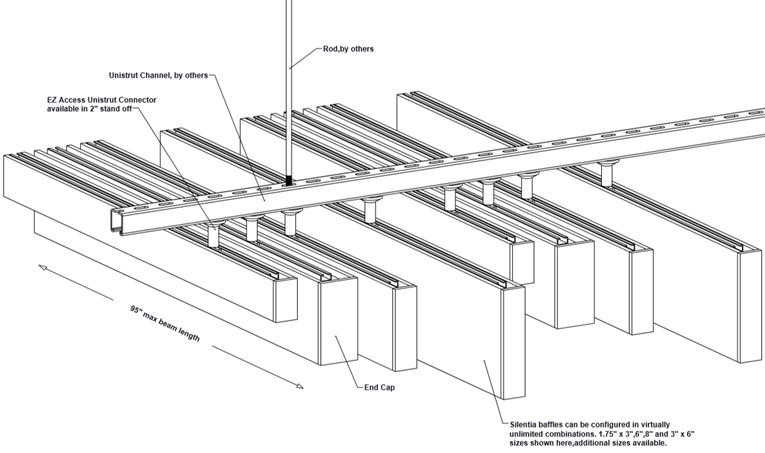 Rod,by others
Unistrut Channel, by others
EZ Access Unistrut Connector
available in 2" stand off
95" max beam length
End Cap
Silentia baffles can be configured in virtually
unlimited combinations. 1.75" x 3",6",8" and 3" x 6"
sizes shown here,additional sizes available.